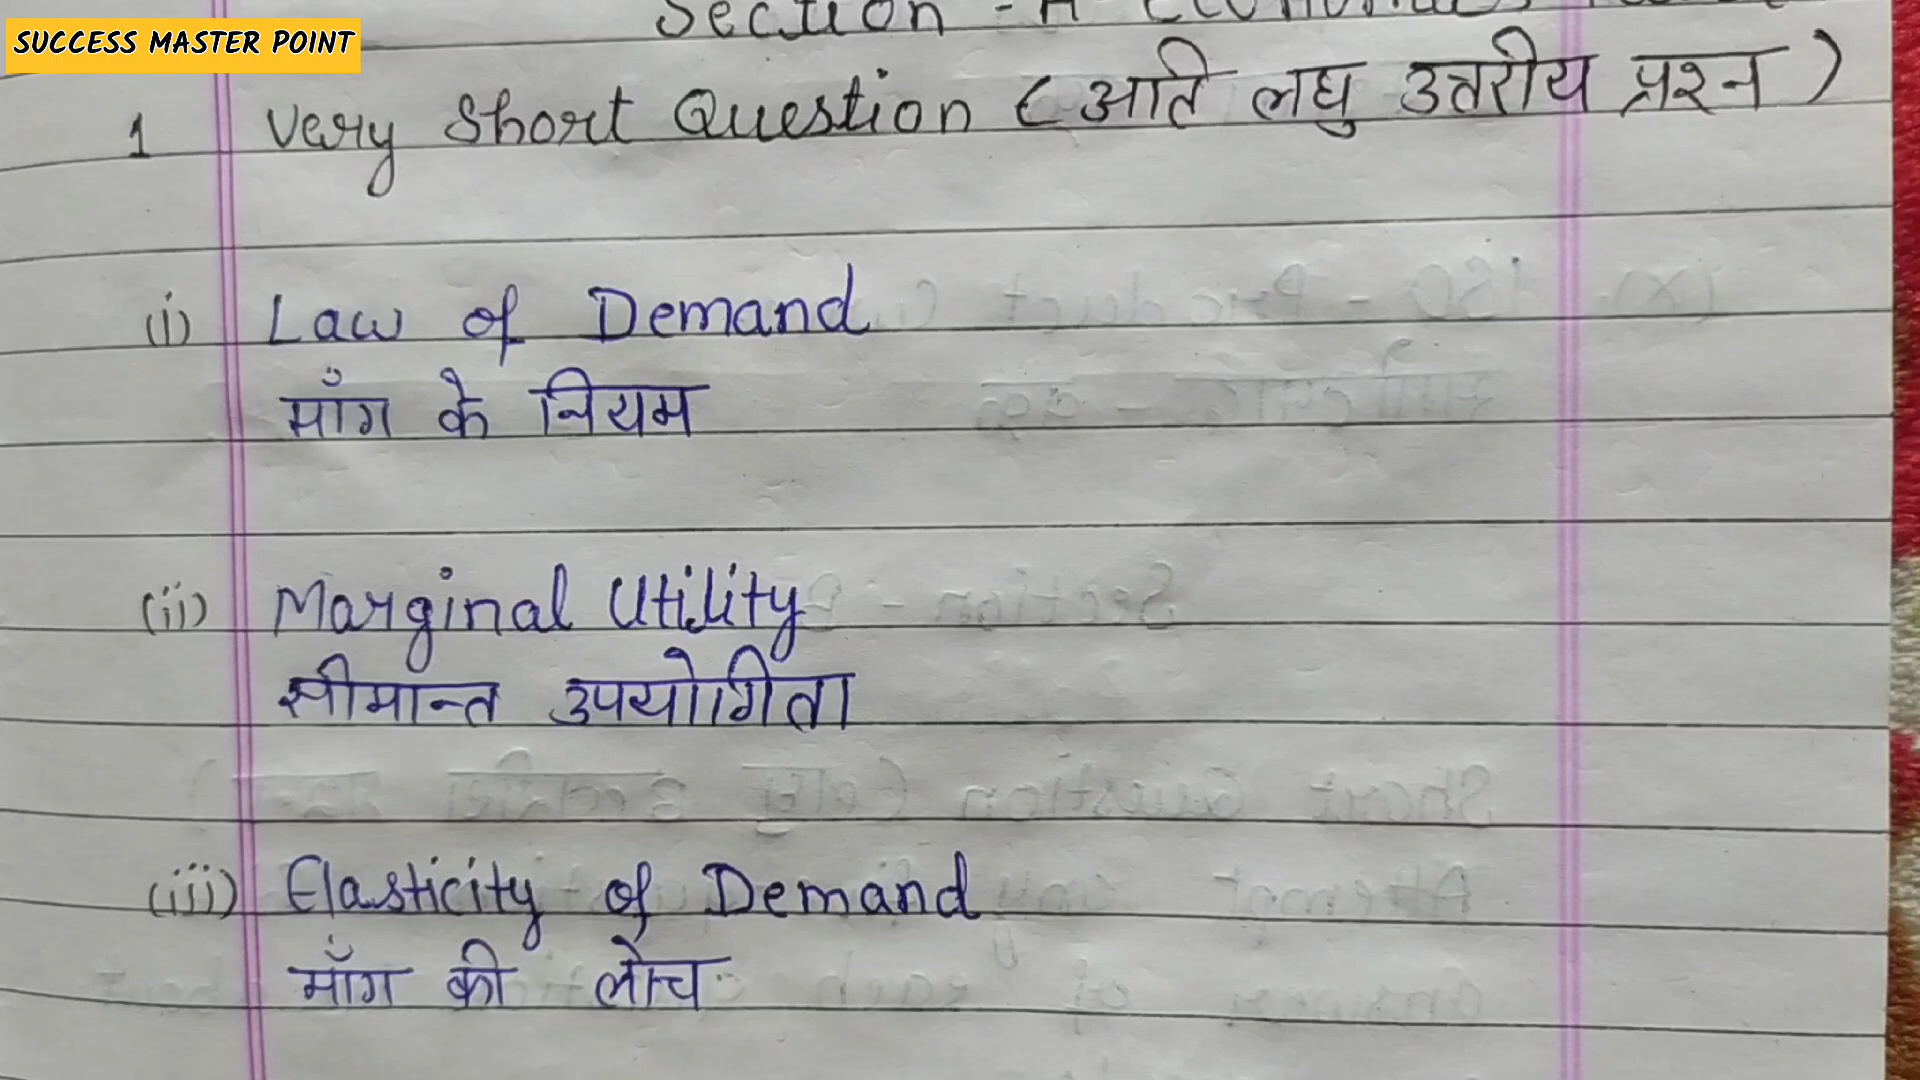 SUCCESS MASTER POINT
Section - A
1 Very Short Question (अति लघु उत्तरीय प्रश्न)
(i) Law of Demand
माँग के नियम
(ii) Marginal Utility
सीमान्त उपयोगिता
(iii) Elasticity of Demand
माँग की लोच